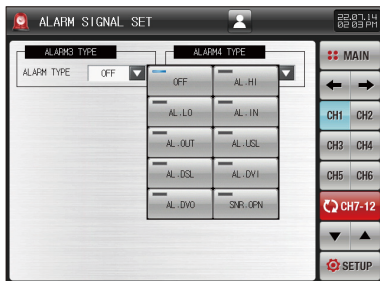 ALARM SIGNAL SET
22.07.14
02:03 PM
ALARM3 TYPE
ALARM4 TYPE
ALARM TYPE OFF
OFF AL.HI
AL.LO AL.IN
AL.OUT AL.USL
AL.DSL AL.DVI
AL.DVO SNR.OPN
MAIN
CH1 CH2
CH3 CH4
CH5 CH6
CH7-12
SETUP